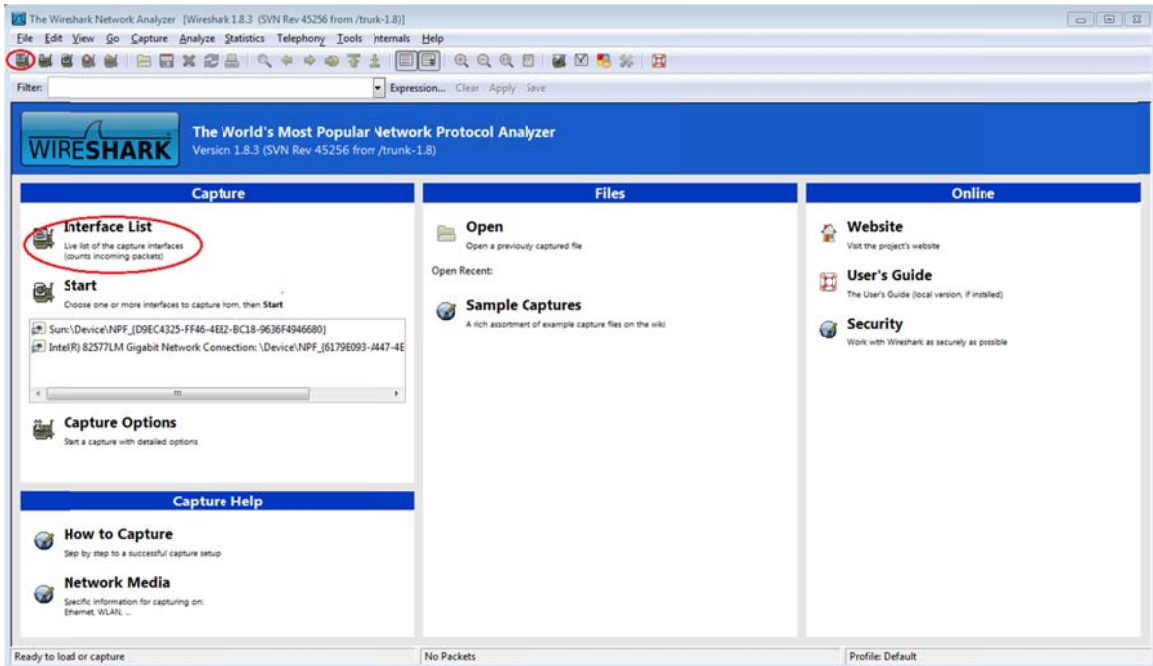 The Wireshark Network Analyzer [Wireshark 1.8.3 (SVN Rev 45256 from /trunk-1.8)]
File Edit View Go Capture Analyze Statistics Telephony Tools Internals Help
Filter: Expression... Clear Apply Save
WIRESHARK
The World's Most Popular Network Protocol Analyzer
Version 1.8.3 (SVN Rev 45256 from /trunk-1.8)
Capture
Interface List
Live list of the capture interfaces
(counts incoming packets)
Start
Choose one or more interfaces to capture from, then Start
Sun:\Device\NPF_{D9EC4325-FF46-4EB2-BC18-9636F4946680}
Intel(R) 82577LM Gigabit Network Connection: \Device\NPF_{6179E093-A447-4E
Capture Options
Start a capture with detailed options
Capture Help
How to Capture
Step by step to a successful capture setup
Network Media
Specific information for capturing on:
Ethernet, WLAN, ...
Files
Open
Open a previously captured file
Open Recent:
Sample Captures
A rich assortment of example capture files on the wiki
Online
Website
Visit the project's website
User's Guide
The User's Guide (local version, if installed)
Security
Work with Wireshark as securely as possible
Ready to load or capture
No Packets
Profile: Default